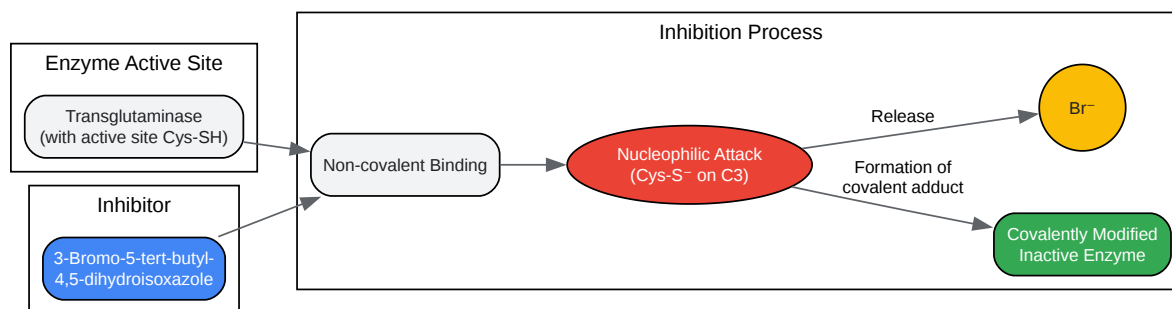 Inhibition Process
Enzyme Active Site
Transglutaminase
(with active site Cys-SH)
Inhibitor
3-Bromo-5-tert-butyl-
4,5-dihydroisoxazole
Non-covalent Binding
Nucleophilic Attack
(Cys-S⁻ on C3)
Release
Br⁻
Formation of
covalent adduct
Covalently Modified
Inactive Enzyme